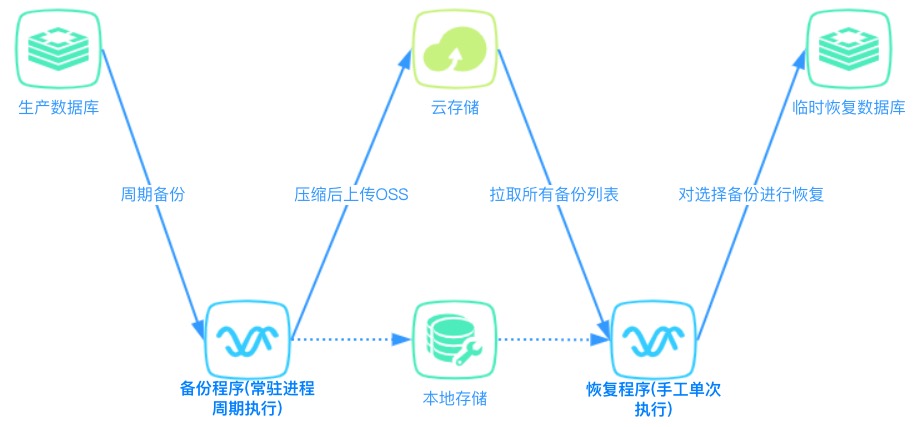 生产数据库
云存储
临时恢复数据库
周期备份
压缩后上传OSS
拉取所有备份列表
对选择备份进行恢复
备份程序(常驻进程
周期执行)
本地存储
恢复程序(手工单次
执行)